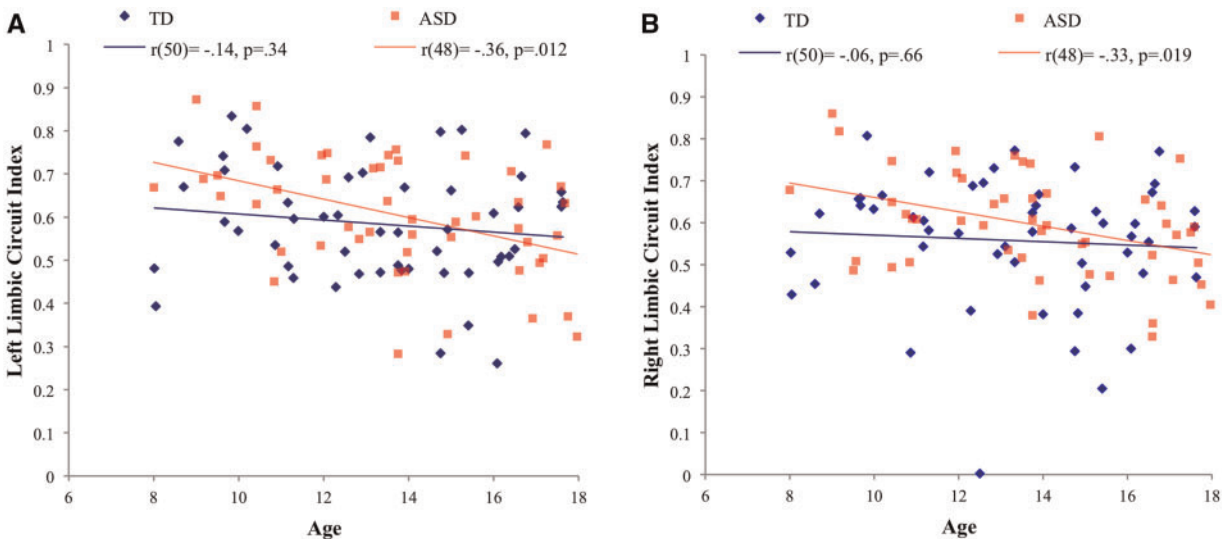 A
TD
ASD
r(50)= -.14, p=.34
r(48)= -.36, p=.012
Left Limbic Circuit Index
1
0.9
0.8
0.7
0.6
0.5
0.4
0.3
0.2
0.1
0
6
8
10
12
14
16
18
Age
B
TD
ASD
r(50)= -.06, p=.66
r(48)= -.33, p=.019
Right Limbic Circuit Index
1
0.9
0.8
0.7
0.6
0.5
0.4
0.3
0.2
0.1
0
6
8
10
12
14
16
18
Age